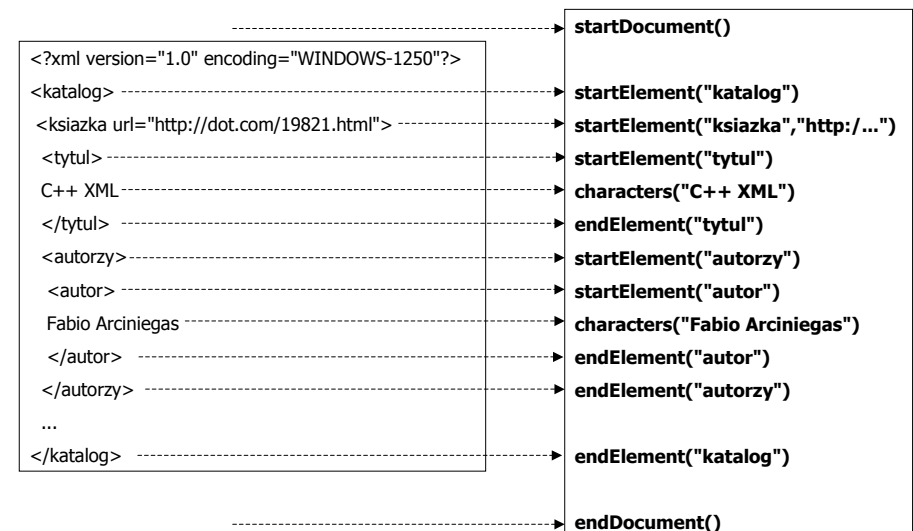 startDocument()
<?xml version="1.0" encoding="WINDOWS-1250"?>
<katalog> startElement("katalog")
<ksiazka url="http://dot.com/19821.html"> startElement("ksiazka","http:/...")
<tytul> startElement("tytul")
C++ XML characters("C++ XML")
</tytul> endElement("tytul")
<autorzy> startElement("autorzy")
<autor> startElement("autor")
Fabio Arciniegas characters("Fabio Arciniegas")
</autor> endElement("autor")
</autorzy> endElement("autorzy")
...
</katalog> endElement("katalog")
endDocument()